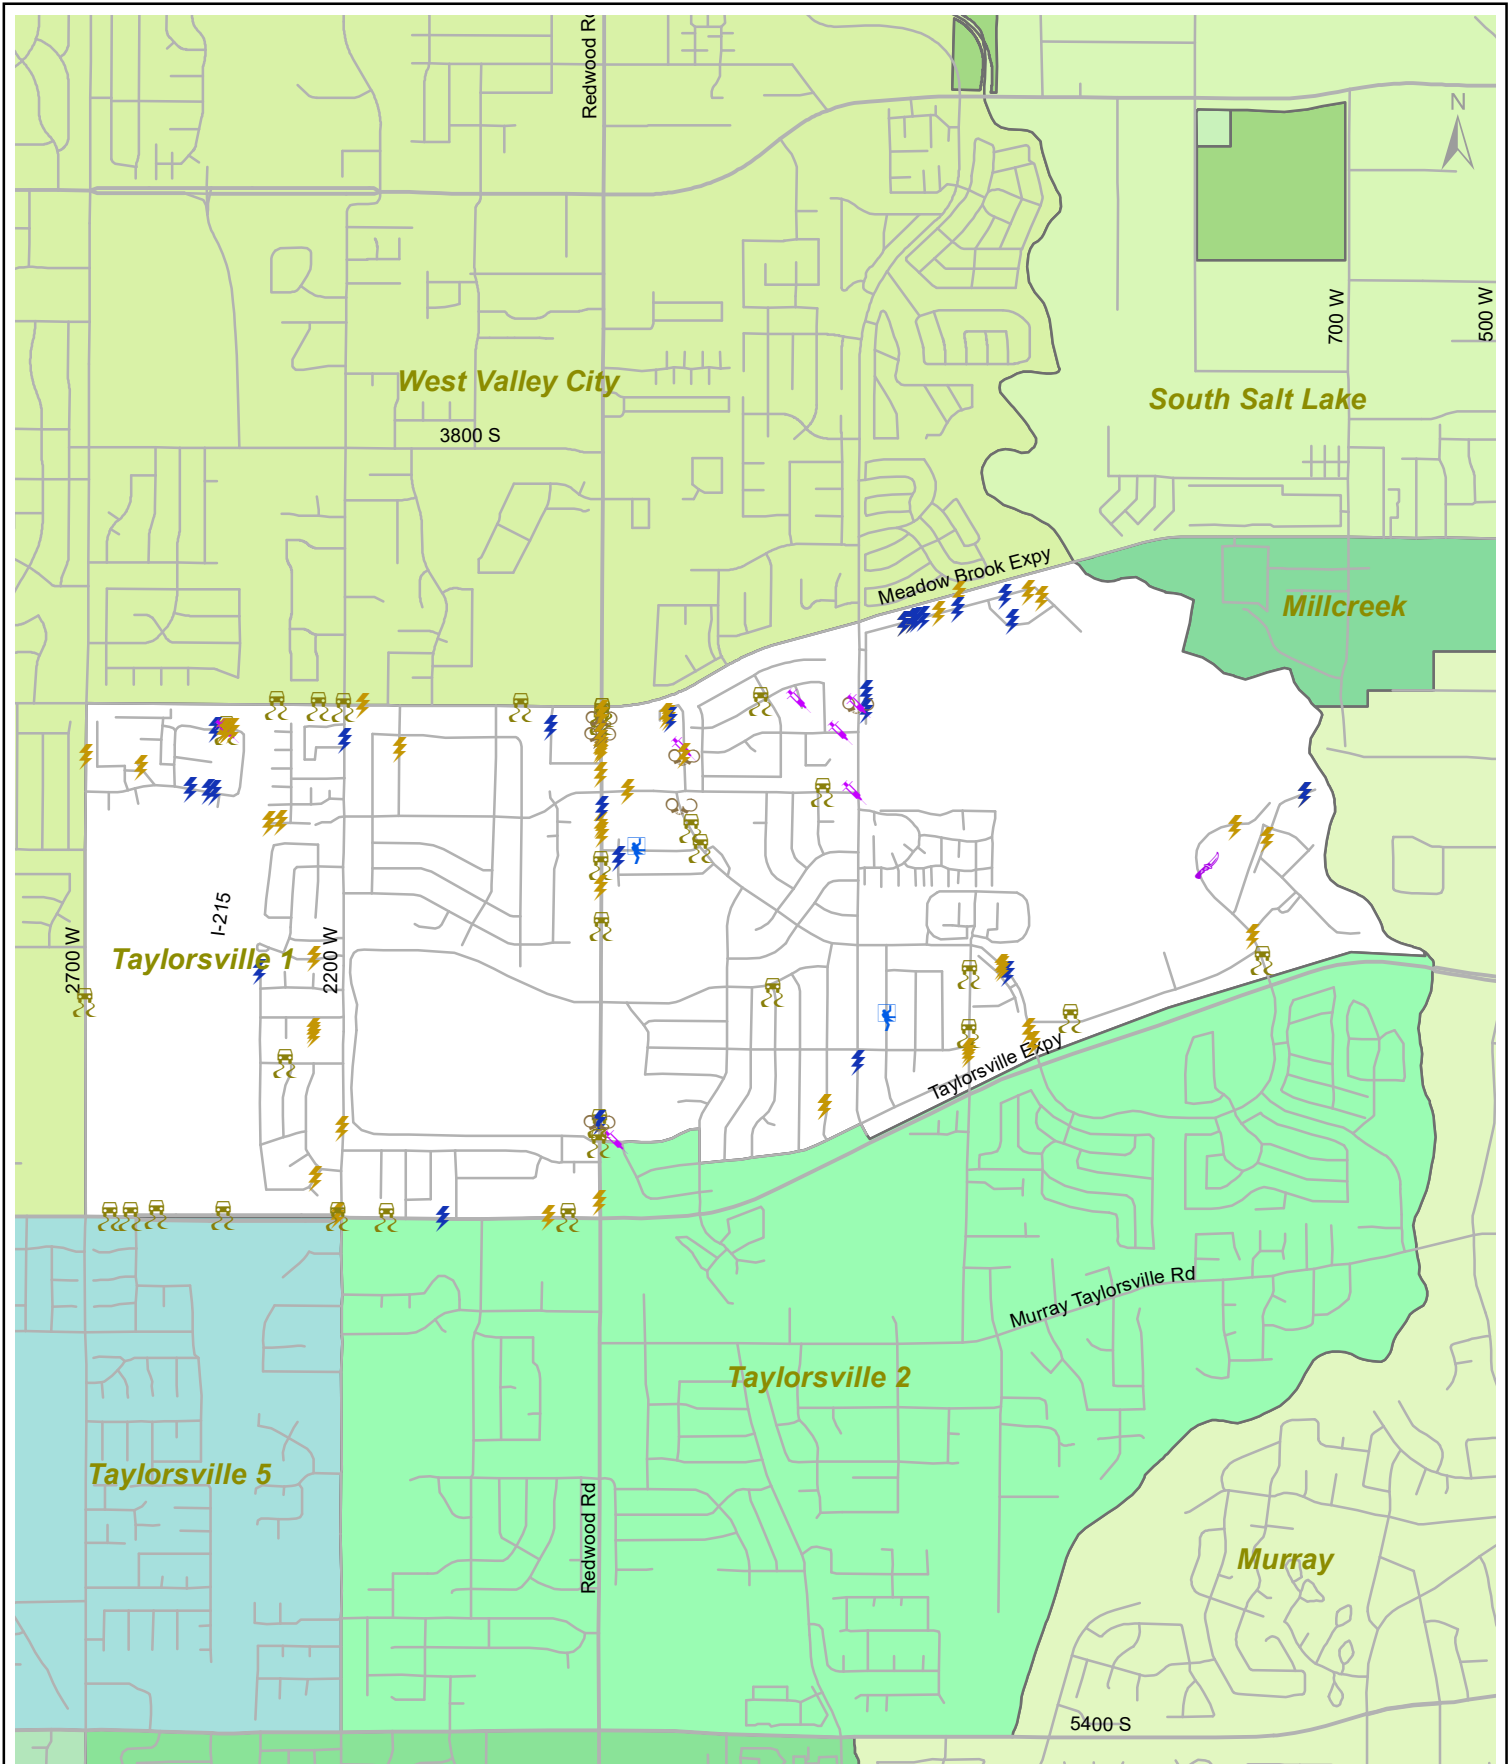 Redwood Rd
N
700 W
500 W
West Valley City
South Salt Lake
3800 S
Meadow Brook Expy
Millcreek
I-215
2700 W
Taylorsville 1
2200 W
Taylorsville Expy
Murray Taylorsville Rd
Taylorsville 2
Taylorsville 5
Redwood Rd
Murray
5400 S